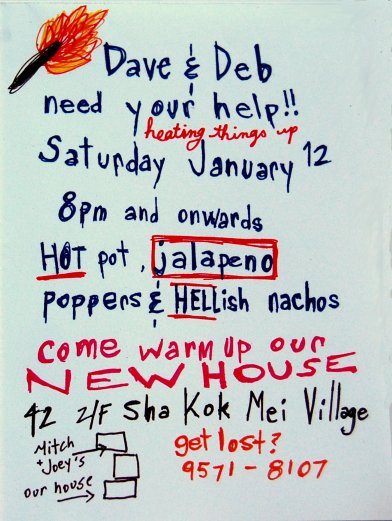 Dave & Deb
need your help!!
heating things up
Saturday January 12
8pm and onwards
HOT pot, jalapeno
poppers & HELLish nachos
come warm up our
NEW HOUSE
42 2/F Sha Kok Mei Village
Mitch
+ Joey's
our house
get lost?
9571-8107